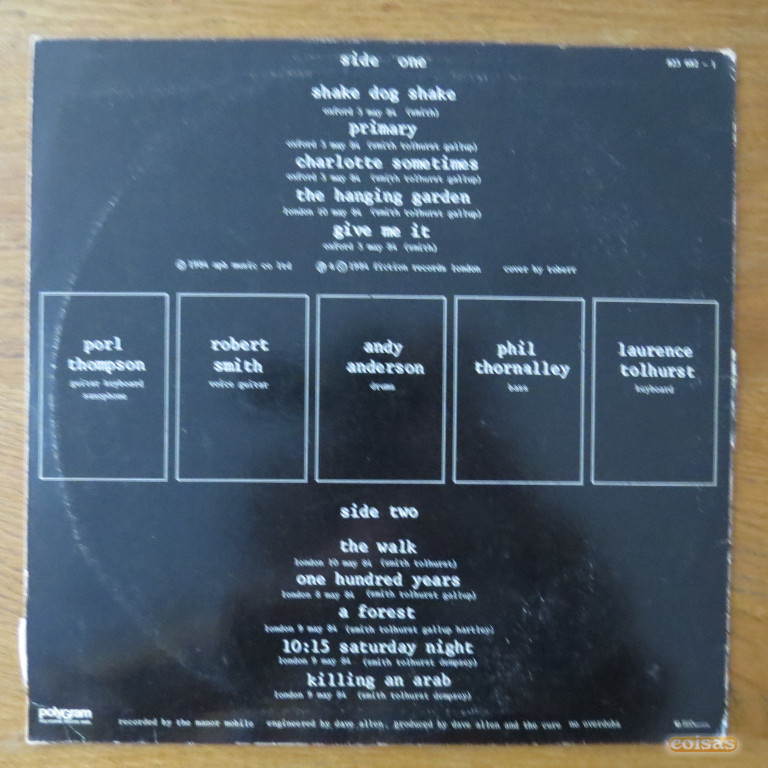 side one
823 682 - 1
shake dog shake
oxford 5 may 84 (smith)
primary
oxford 5 may 84 (smith tolhurst gallup)
charlotte sometimes
oxford 5 may 84 (smith tolhurst gallup)
the hanging garden
london 10 may 84 (smith tolhurst gallup)
give me it
oxford 5 may 84 (smith)
© 1984 apb music co ltd ℗ & © 1984 fiction records london cover by robert
porl thompson
guitar keyboard
saxophone
robert smith
voice guitar
andy anderson
drums
phil thornalley
bass
laurence tolhurst
keyboard
side two
the walk
london 10 may 84 (smith tolhurst)
one hundred years
london 8 may 84 (smith tolhurst gallup)
a forest
london 9 may 84 (smith tolhurst gallup hartley)
10:15 saturday night
london 9 may 84 (smith tolhurst dempsey)
killing an arab
london 9 may 84 (smith tolhurst dempsey)
polygram
recorded by the manor mobile engineered by dave allen, produced by dave allen and the cure no overdubs
coisas